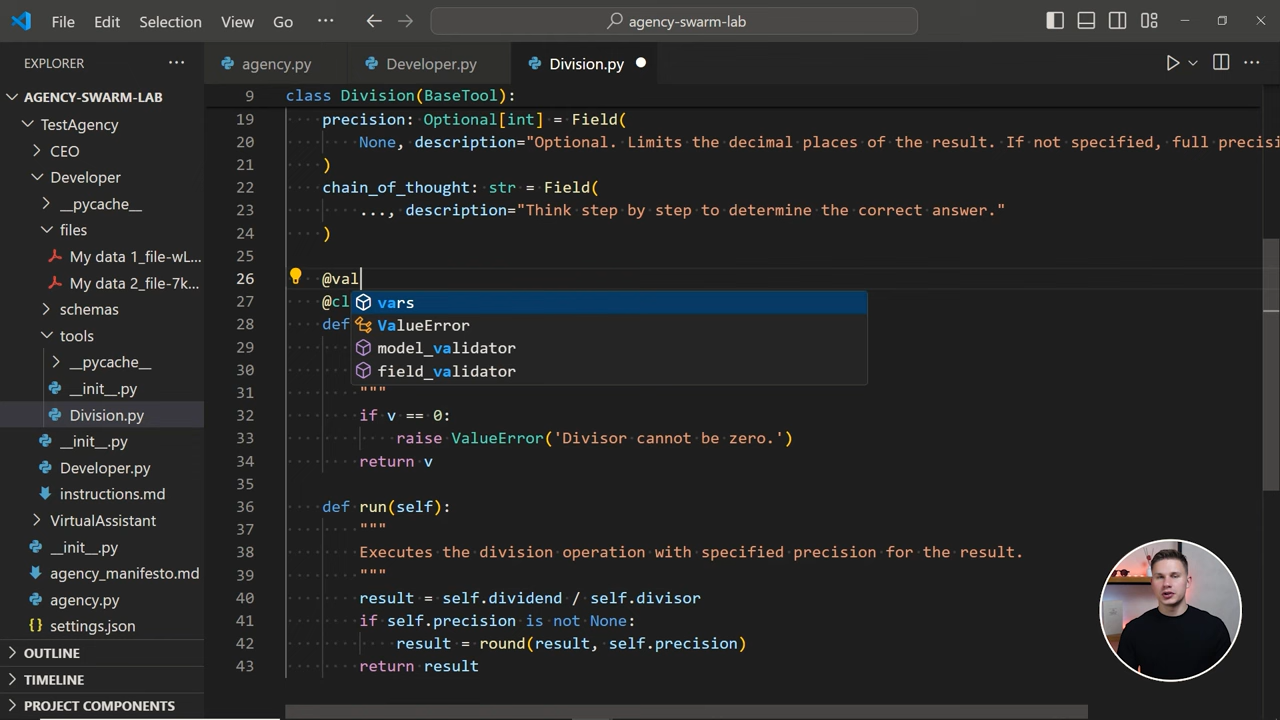 File Edit Selection View Go ··· agency-swarm-lab
EXPLORER ···
agency.py Developer.py Division.py
AGENCY-SWARM-LAB
TestAgency
CEO
Developer
__pycache__
files
My data 1_file-wL...
My data 2_file-7k...
schemas
tools
__pycache__
__init__.py
Division.py
__init__.py
Developer.py
instructions.md
VirtualAssistant
__init__.py
agency_manifesto.md
agency.py
settings.json
OUTLINE
TIMELINE
PROJECT COMPONENTS
9 class Division(BaseTool):
19 precision: Optional[int] = Field(
20 None, description="Optional. Limits the decimal places of the result. If not specified, full precisi
21 )
22 chain_of_thought: str = Field(
23 ..., description="Think step by step to determine the correct answer."
24 )
25
26 @val
27 @cl
28 def
29
30
31 """
32 if v == 0:
33 raise ValueError('Divisor cannot be zero.')
34 return v
35
36 def run(self):
37 """
38 Executes the division operation with specified precision for the result.
39 """
40 result = self.dividend / self.divisor
41 if self.precision is not None:
42 result = round(result, self.precision)
43 return result
vars
ValueError
model_validator
field_validator